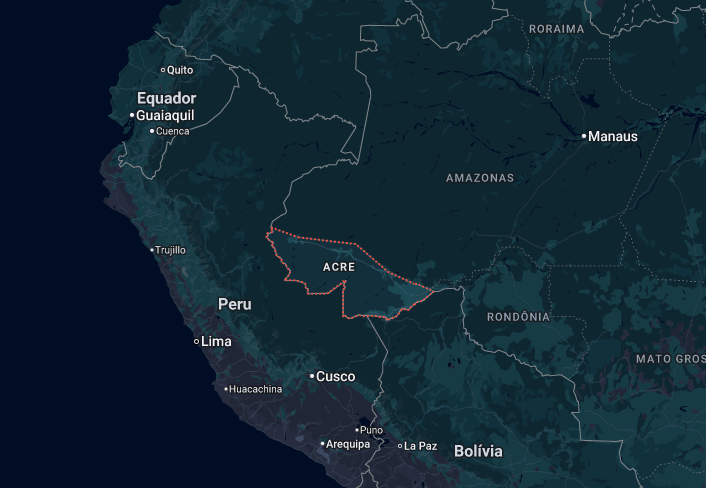 RORAIMA
Quito
Equador
Guaiaquil
Cuenca
Manaus
AMAZONAS
Trujillo
ACRE
Peru
RONDÔNIA
Lima
MATO GROS
Cusco
Huacachina
Puno
Arequipa
La Paz
Bolívia